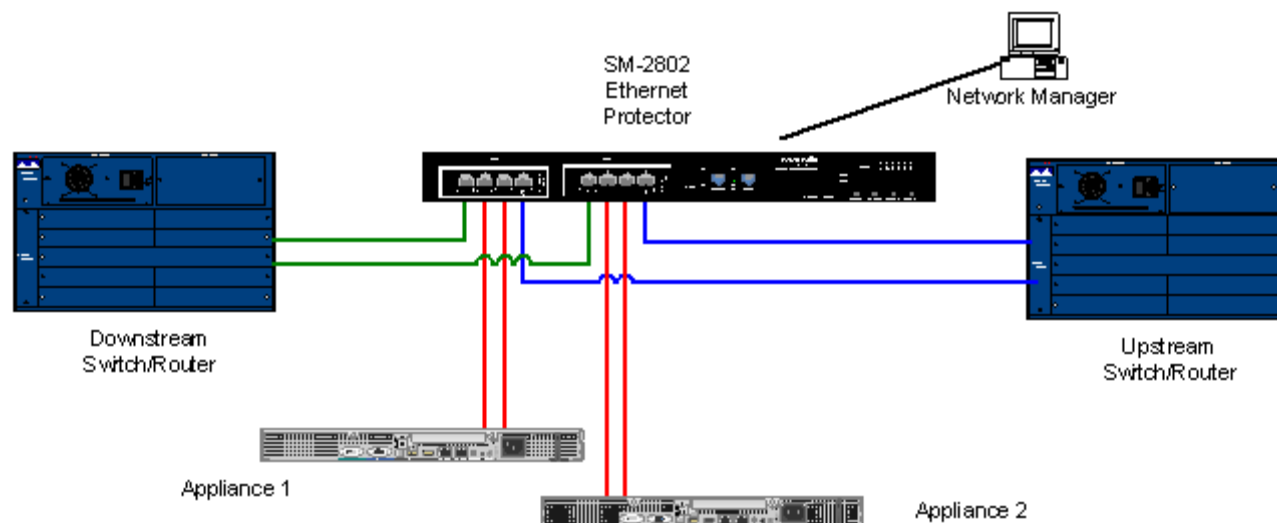 SM-2802
Ethernet
Protector
Network Manager
Downstream
Switch/Router
Upstream
Switch/Router
Appliance 1
Appliance 2